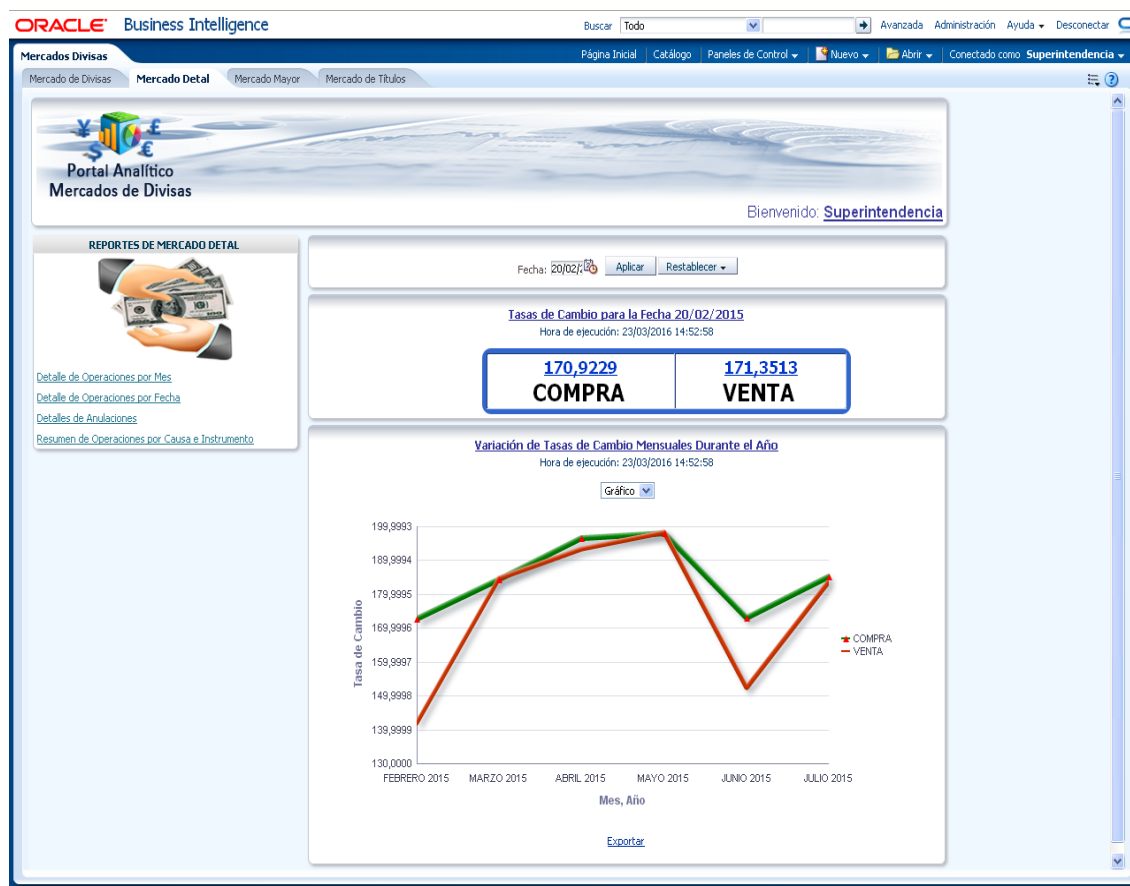 ORACLE Business Intelligence
Buscar Todo Avanzada Administración Ayuda Desconectar
Mercados Divisas
Página Inicial Catálogo Paneles de Control Nuevo Abrir Conectado como Superintendencia
Mercado de Divisas Mercado Detal Mercado Mayor Mercado de Títulos
Portal Analítico
Mercados de Divisas
Bienvenido: Superintendencia
REPORTES DE MERCADO DETAL
Detalle de Operaciones por Mes
Detalle de Operaciones por Fecha
Detalles de Anulaciones
Resumen de Operaciones por Causa e Instrumento
Fecha: 20/02/ Aplicar Restablecer
Tasas de Cambio para la Fecha 20/02/2015
Hora de ejecución: 23/03/2016 14:52:58
170,9229 171,3513
COMPRA VENTA
Variación de Tasas de Cambio Mensuales Durante el Año
Hora de ejecución: 23/03/2016 14:52:58
Gráfico
Tasa de Cambio
199,9993
189,9994
179,9995
169,9996
159,9997
149,9998
139,9999
130,0000
FEBRERO 2015 MARZO 2015 ABRIL 2015 MAYO 2015 JUNIO 2015 JULIO 2015
Mes, Año
COMPRA
VENTA
Exportar